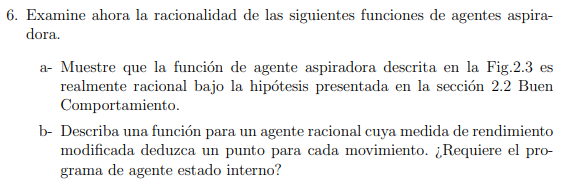 6. Examine ahora la racionalidad de las siguientes funciones de agentes aspira-
dora.
a- Muestre que la función de agente aspiradora descrita en la Fig.2.3 es
realmente racional bajo la hipótesis presentada en la sección 2.2 Buen
Comportamiento.
b- Describa una función para un agente racional cuya medida de rendimiento
modificada deduzca un punto para cada movimiento. ¿Requiere el pro-
grama de agente estado interno?